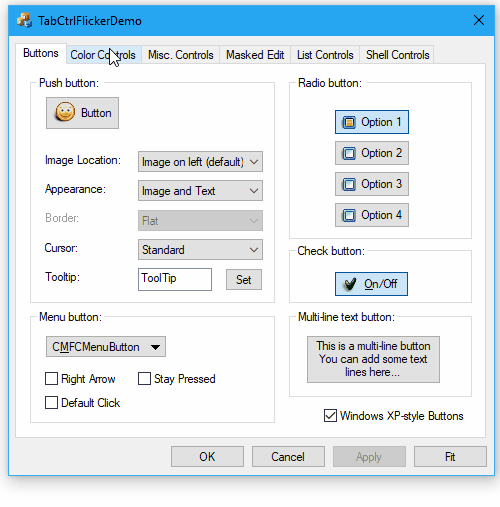 TabCtrlFlickerDemo
Buttons Color Controls Misc. Controls Masked Edit List Controls Shell Controls
Push button:
Button
Image Location: Image on left (default)
Appearance: Image and Text
Border: Flat
Cursor: Standard
Tooltip: ToolTip Set
Radio button:
Option 1
Option 2
Option 3
Option 4
Check button:
On/Off
Menu button:
CMFCMenuButton
Right Arrow Stay Pressed
Default Click
Multi-line text button:
This is a multi-line button
You can add some text
lines here...
Windows XP-style Buttons
OK Cancel Apply Fit